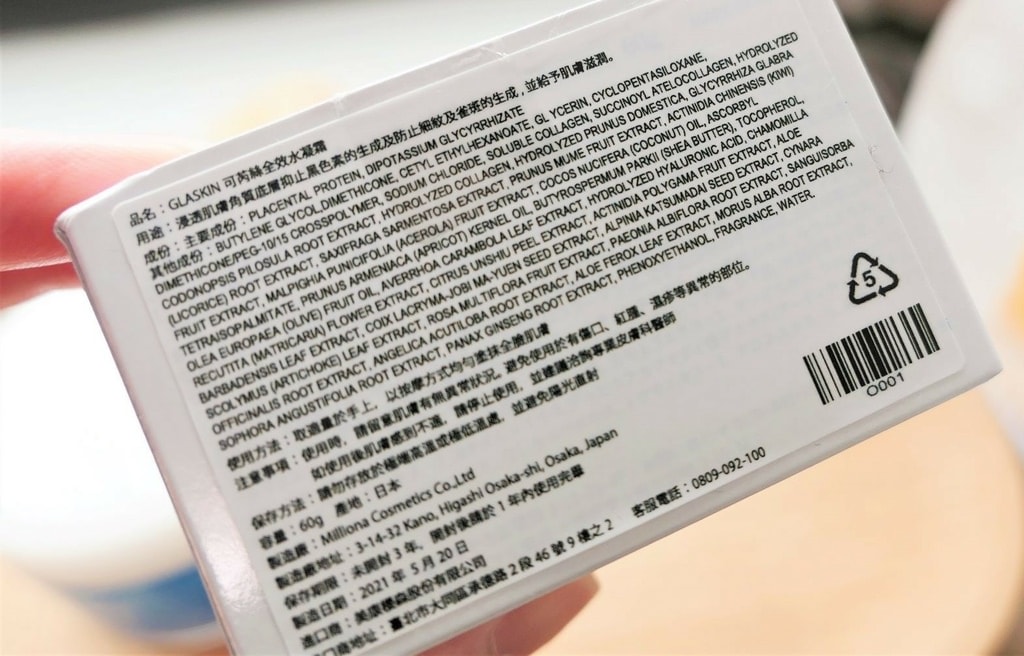 品名：GLASKIN 可芮絲全效水凝霜
用途：浸透肌膚角質底層抑止黑色素的生成及防止細紋及雀斑的生成，並給予肌膚滋潤。
成份：主要成份：PLACENTAL PROTEIN, DIPOTASSIUM GLYCYRRHIZATE
其他成份：BUTYLENE GLYCOL,DIMETHICONE, CETYL ETHYLHEXANOATE, GLYCERIN, CYCLOPENTASILOXANE,
DIMETHICONE/PEG-10/15 CROSSPOLYMER, SODIUM CHLORIDE, SOLUBLE COLLAGEN, SUCCINOYL ATELOCOLLAGEN, HYDROLYZED
CODONOPSIS PILOSULA ROOT EXTRACT, HYDROLYZED COLLAGEN, HYDROLYZED PRUNUS DOMESTICA, GLYCYRRHIZA GLABRA
(LICORICE) ROOT EXTRACT, SAXIFRAGA SARMENTOSA EXTRACT, PRUNUS MUME FRUIT EXTRACT, ACTINIDIA CHINENSIS (KIWI)
FRUIT EXTRACT, MALPIGHIA PUNICIFOLIA (ACEROLA) FRUIT EXTRACT, COCOS NUCIFERA (COCONUT) OIL, ASCORBYL
TETRAISOPALMITATE, PRUNUS ARMENIACA (APRICOT) KERNEL OIL, BUTYROSPERMUM PARKII (SHEA BUTTER), TOCOPHEROL,
OLEA EUROPAEA (OLIVE) FRUIT OIL, AVERRHOA CARAMBOLA LEAF EXTRACT, HYDROLYZED HYALURONIC ACID, CHAMOMILLA
RECUTITA (MATRICARIA) FLOWER EXTRACT, CITRUS UNSHIU PEEL EXTRACT, ACTINIDIA POLYGAMA FRUIT EXTRACT, ALOE
BARBADENSIS LEAF EXTRACT, COIX LACRYMA-JOBI MA-YUEN SEED EXTRACT, ALPINIA KATSUMADAI SEED EXTRACT, CYNARA
SCOLYMUS (ARTICHOKE) LEAF EXTRACT, ROSA MULTIFLORA FRUIT EXTRACT, PAEONIA ALBIFLORA ROOT EXTRACT, SANGUISORBA
OFFICINALIS ROOT EXTRACT, ANGELICA ACUTILOBA ROOT EXTRACT, ALOE FEROX LEAF EXTRACT, MORUS ALBA ROOT EXTRACT,
SOPHORA ANGUSTIFOLIA ROOT EXTRACT, PANAX GINSENG ROOT EXTRACT, PHENOXYETHANOL, FRAGRANCE, WATER.
使用方法：取適量於手上，以按摩方式均勻塗抹全臉肌膚
注意事項：使用時，請留意肌膚有無異常狀況，避免使用於有傷口、紅腫、濕疹等異常的部位。
如使用後肌膚感到不適，請停止使用，並建議洽詢專業皮膚科醫師
保存方法：請勿存放於極端高溫或極低溫處，並避免陽光直射
容量：60g 產地：日本
製造廠：Milliona Cosmetics Co.,Ltd
製造廠地址：3-14-32 Kano, Higashi Osaka-shi, Osaka, Japan
保存期限：未開封3年，開封後請於1年內使用完畢
製造日期：2021年5月20日
進口商：美康標森股份有限公司
口商地址：臺北市大同區承德路2段46號9樓之2 客服電話：0809-092-100
5
0001